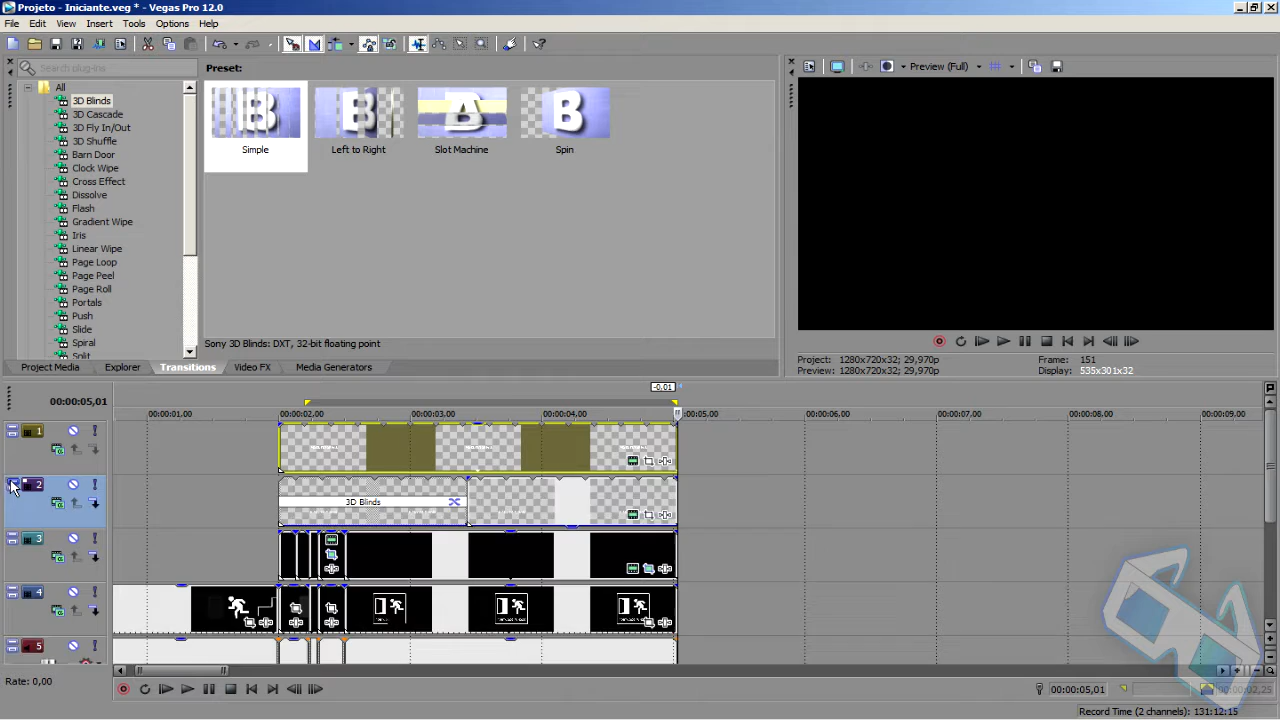 Projeto - Iniciante.veg * - Vegas Pro 12.0
File Edit View Insert Tools Options Help
Search plug-ins
Preset:
Preview (Full)
All
3D Blinds
3D Cascade
3D Fly In/Out
3D Shuffle
Barn Door
Clock Wipe
Cross Effect
Dissolve
Flash
Gradient Wipe
Iris
Linear Wipe
Page Loop
Page Peel
Page Roll
Portals
Push
Slide
Spiral
Split
Simple
Left to Right
Slot Machine
Spin
Sony 3D Blinds: DXT, 32-bit floating point
Project Media Explorer Transitions Video FX Media Generators
Project: 1280x720x32; 29,970p
Preview: 1280x720x32; 29,970p
Frame: 151
Display: 535x301x32
00:00:05,01
-0,01
00:00:01,00 00:00:02,00 00:00:03,00 00:00:04,00 00:00:05,00 00:00:06,00 00:00:07,00 00:00:08,00 00:00:09,00
1
2
3D Blinds
3
4
5
Rate: 0,00
00:00:05,01
00:00:02,25
Record Time (2 channels): 131:12:15